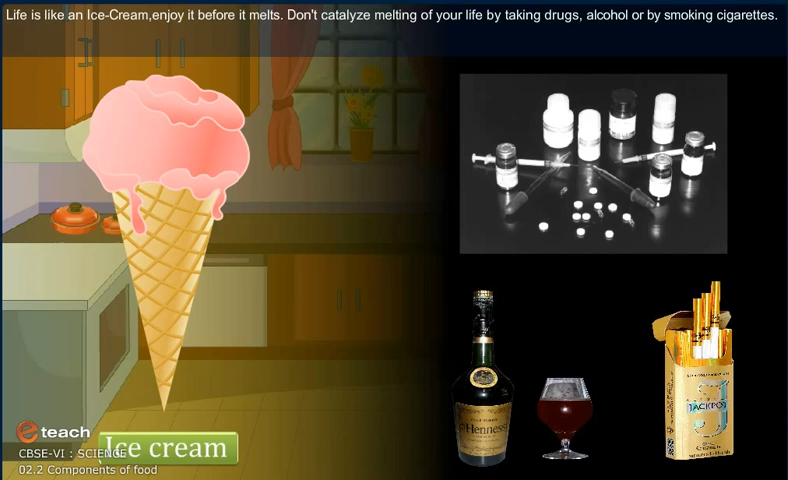 Life is like an Ice-Cream,enjoy it before it melts. Don't catalyze melting of your life by taking drugs, alcohol or by smoking cigarettes.
Hennessy
JACKPOT
e teach
Ice cream
CBSE-VI : SCIENCE
02.2 Components of food